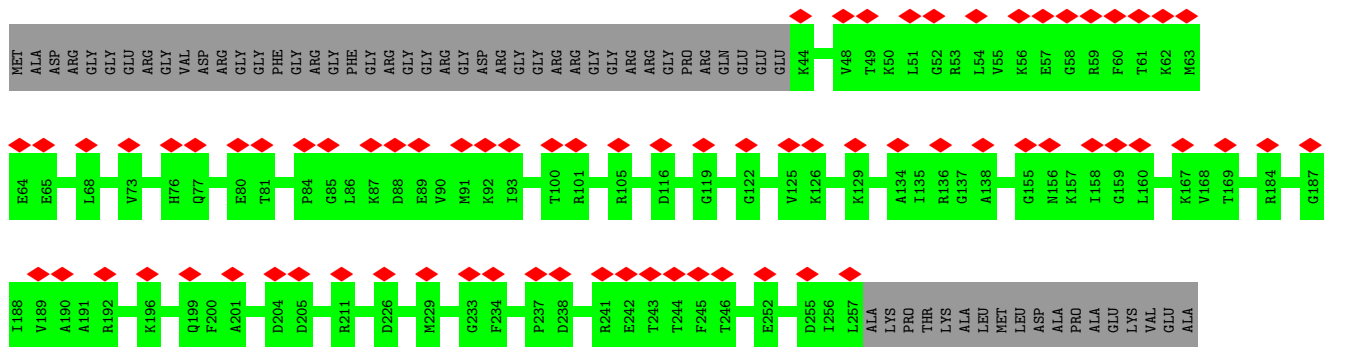 MET ALA ASP ARG GLY GLY GLU ARG GLY VAL ASP ARG GLY GLY PHE GLY ARG GLY PHE GLY ARG GLY GLY ARG GLY ASP ARG GLY GLY ARG ARG GLY GLY ARG ARG GLY PRO ARG GLN GLU GLU GLU K44 V48 T49 K50 L51 G52 R53 L54 V55 K56 E57 G58 R59 F60 T61 K62 M63
E64 E65 L68 V73 H76 Q77 E80 T81 P84 G85 L86 K87 D88 E89 V90 M91 K92 I93 T100 R101 R105 D116 G119 G122 V125 K126 K129 A134 I135 R136 G137 A138 G155 N156 K157 I158 G159 L160 K167 V168 T169 R184 G187
I188 V189 A190 A191 R192 K196 Q199 F200 A201 D204 D205 R211 D226 M229 G233 F234 P237 D238 R241 E242 T243 T244 F245 T246 E252 D255 I256 L257 ALA LYS PRO THR LYS ALA LEU MET LEU ASP ALA PRO ALA GLU LYS VAL GLU ALA